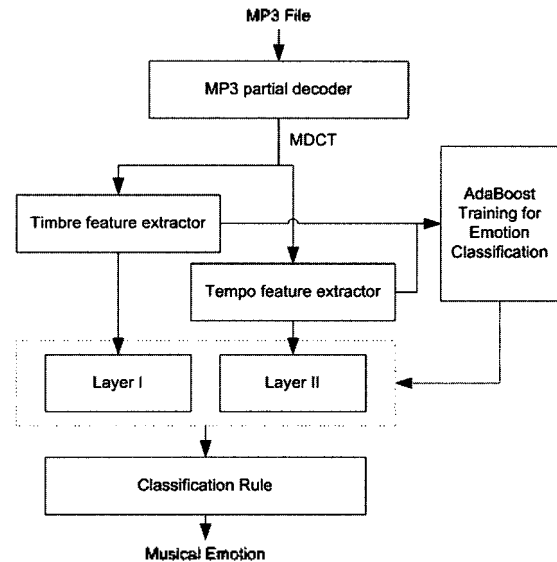 MP3 File
MP3 partial decoder
MDCT
Timbre feature extractor
AdaBoost
Training for
Emotion
Classification
Tempo feature extractor
Layer I
Layer II
Classification Rule
Musical Emotion